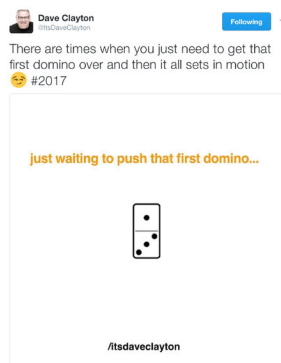 Dave Clayton
@ItsDaveClayton
Following
There are times when you just need to get that
first domino over and then it all sets in motion
😏 #2017
just waiting to push that first domino...
/itsdaveclayton